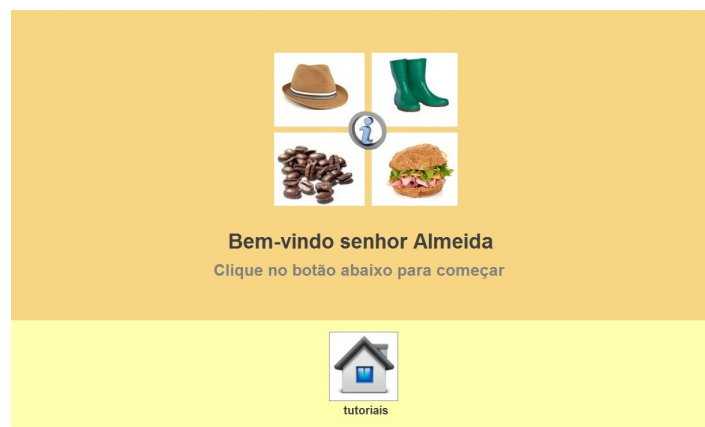 Bem-vindo senhor Almeida
Clique no botão abaixo para começar
tutoriais